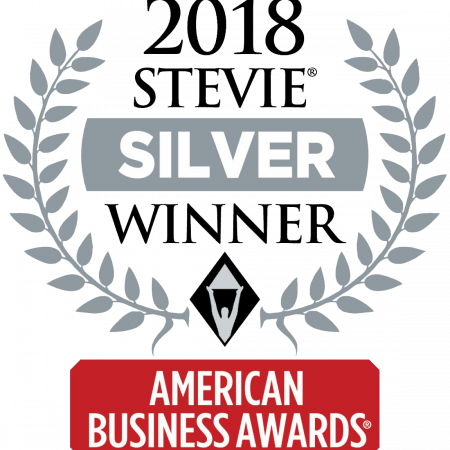 2018
STEVIE®
SILVER
WINNER
AMERICAN
BUSINESS AWARDS®